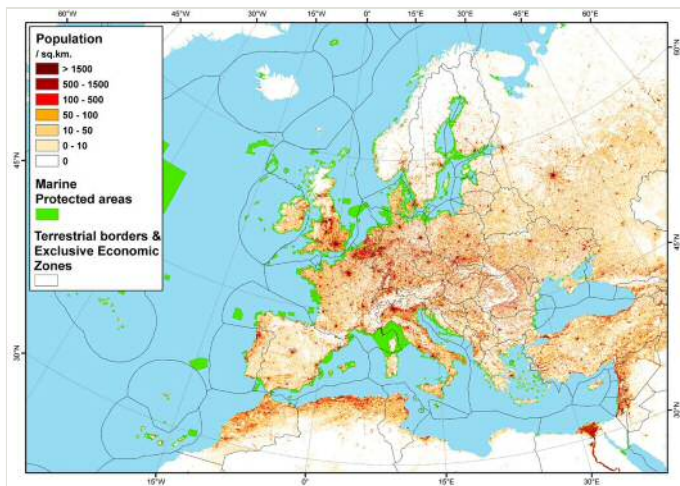 60°W
45°W
30°W
15°W
0°
15°E
30°E
45°E
60°E
Population
/ sq.km.
> 1500
500 - 1500
100 - 500
50 - 100
10 - 50
0 - 10
0
Marine
Protected areas
Terrestrial borders &
Exclusive Economic
Zones
60°N
45°N
45°N
30°N
30°N
15°W
0°
15°E
30°E